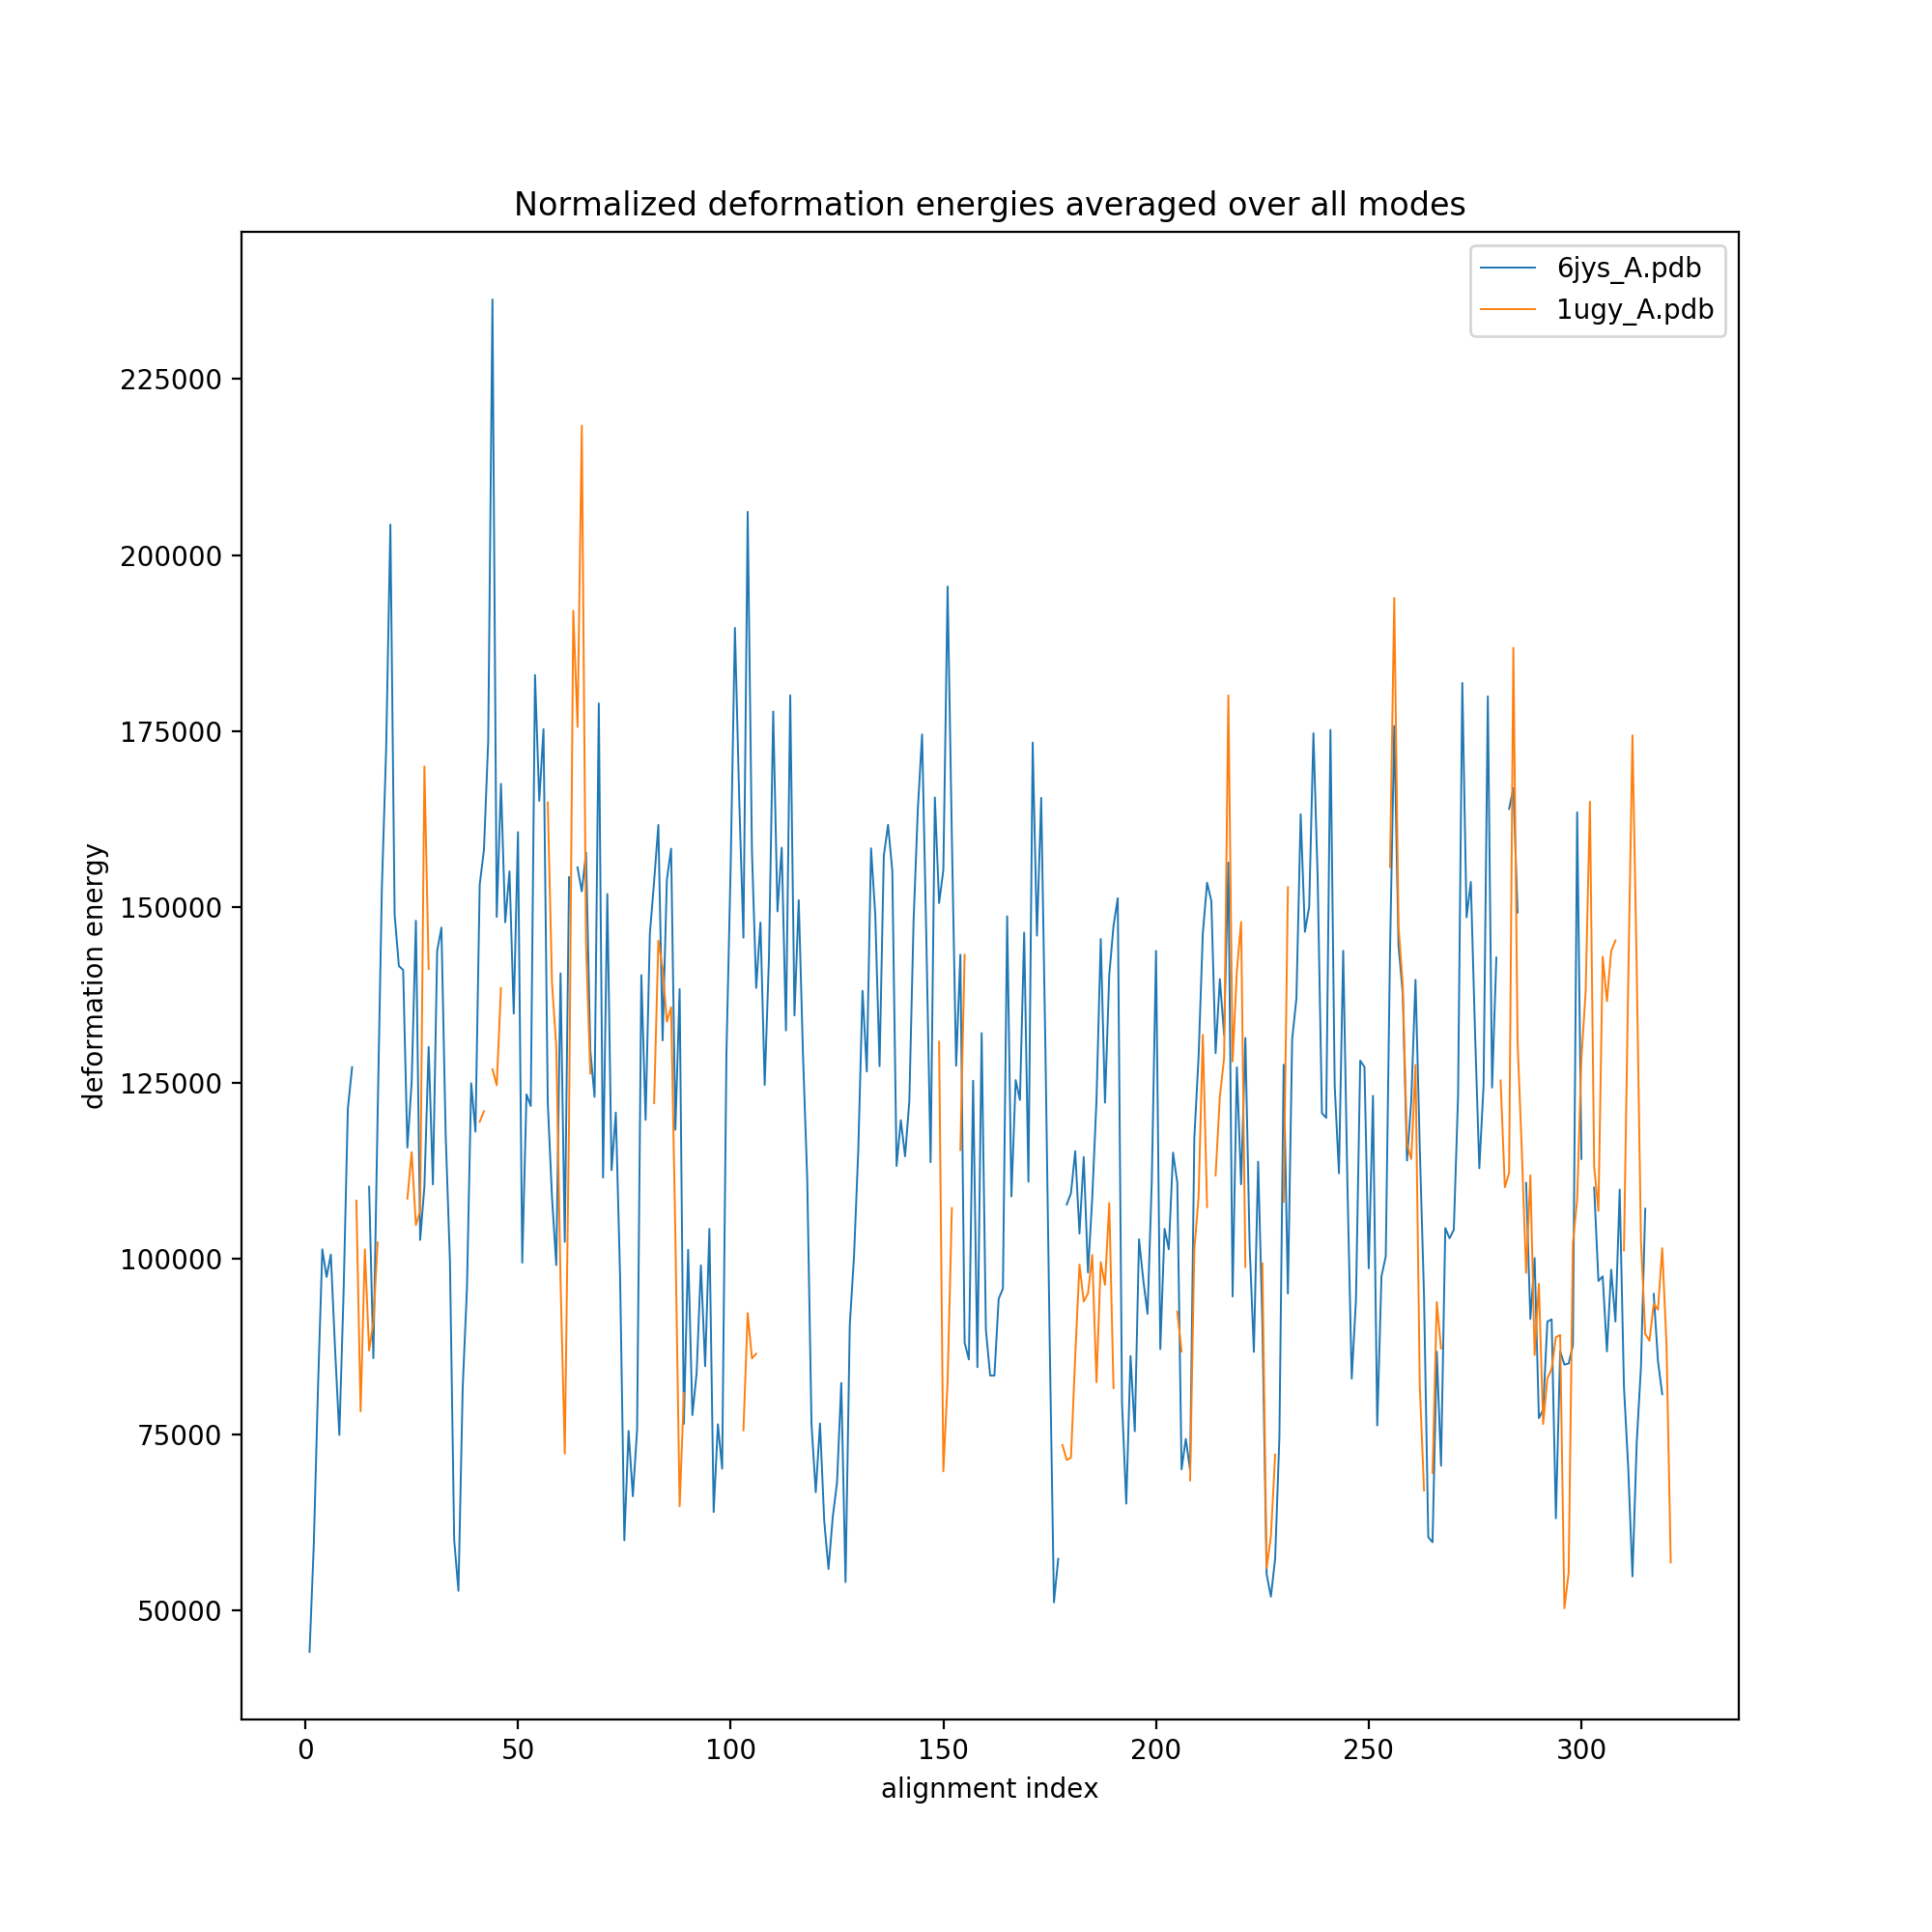 Normalized deformation energies averaged over all modes
6jys_A.pdb
1ugy_A.pdb
225000
200000
175000
150000
125000
100000
75000
50000
deformation energy
0 50 100 150 200 250 300
alignment index